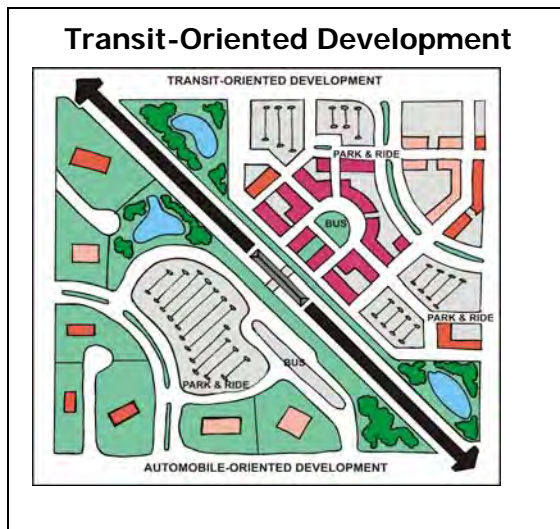 Transit-Oriented Development
TRANSIT-ORIENTED DEVELOPMENT
PARK & RIDE
BUS
PARK & RIDE
BUS
PARK & RIDE
AUTOMOBILE-ORIENTED DEVELOPMENT